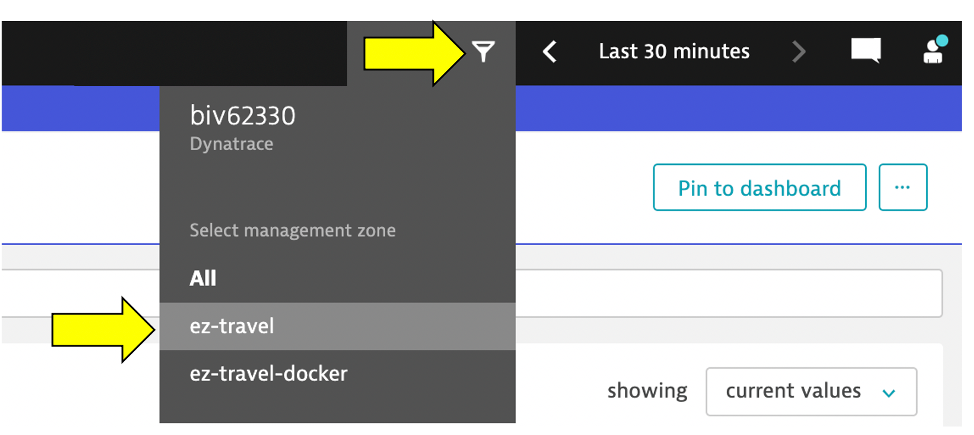 Last 30 minutes
biv62330
Dynatrace
Pin to dashboard
...
Select management zone
All
ez-travel
ez-travel-docker
showing
current values